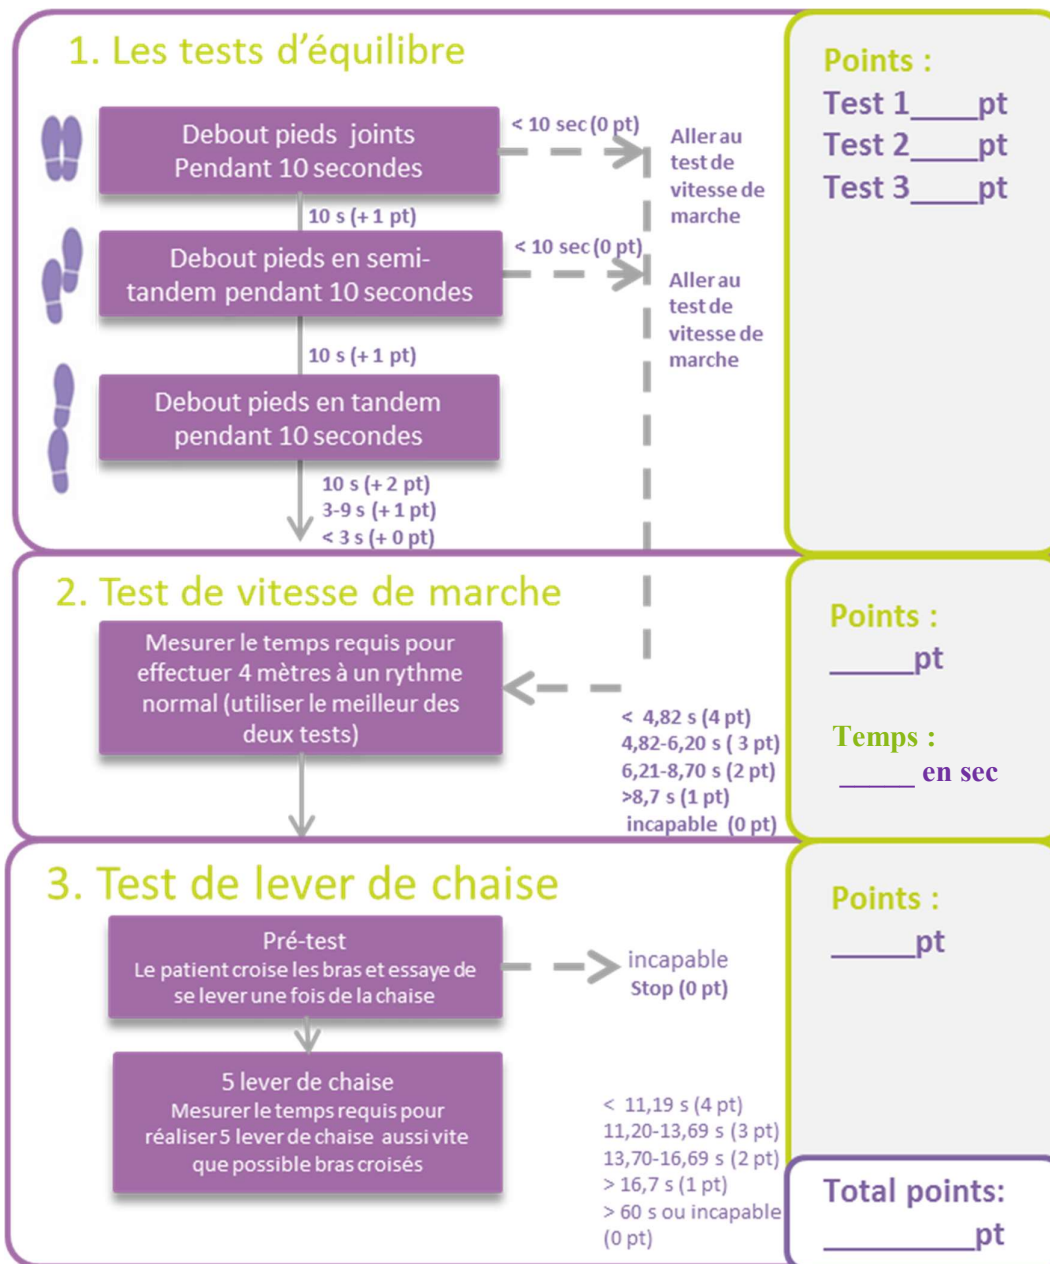 1. Les tests d'équilibre
Debout pieds joints
Pendant 10 secondes
< 10 sec (0 pt)
Aller au
test de
vitesse de
marche
10 s (+ 1 pt)
Debout pieds en semi-
tandem pendant 10 secondes
< 10 sec (0 pt)
Aller au
test de
vitesse de
marche
10 s (+ 1 pt)
Debout pieds en tandem
pendant 10 secondes
10 s (+ 2 pt)
3-9 s (+ 1 pt)
< 3 s (+ 0 pt)
Points :
Test 1____pt
Test 2____pt
Test 3____pt
2. Test de vitesse de marche
Mesurer le temps requis pour
effectuer 4 mètres à un rythme
normal (utiliser le meilleur des
deux tests)
< 4,82 s (4 pt)
4,82-6,20 s ( 3 pt)
6,21-8,70 s (2 pt)
>8,7 s (1 pt)
incapable (0 pt)
Points :
_____pt
Temps :
_____ en sec
3. Test de lever de chaise
Pré-test
Le patient croise les bras et essaye de
se lever une fois de la chaise
incapable
Stop (0 pt)
5 lever de chaise
Mesurer le temps requis pour
réaliser 5 lever de chaise aussi vite
que possible bras croisés
< 11,19 s (4 pt)
11,20-13,69 s (3 pt)
13,70-16,69 s (2 pt)
> 16,7 s (1 pt)
> 60 s ou incapable
(0 pt)
Points :
_____pt
Total points:
_________pt